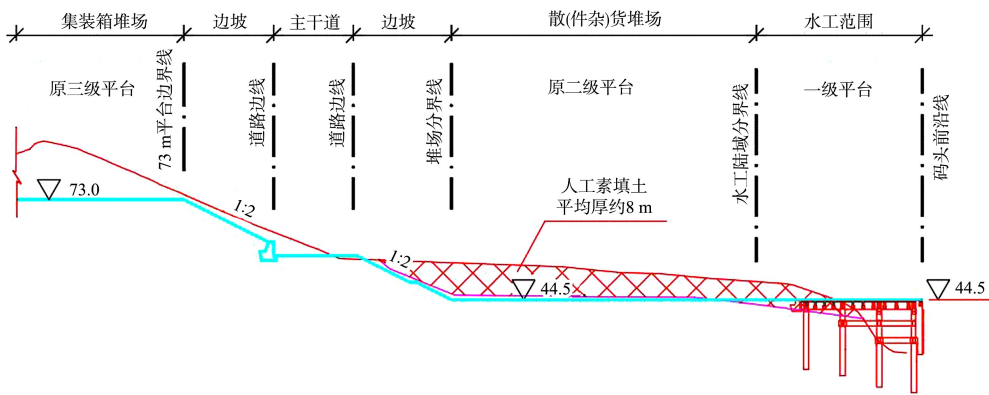 集装箱堆场
边坡
主干道
边坡
散(件杂)货堆场
水工范围
原三级平台
73 m平台边界线
道路边线
道路边线
堆场分界线
原二级平台
水工陆域分界线
一级平台
码头前沿线
73.0
1:2
1:2
人工素填土
平均厚约8 m
44.5
44.5